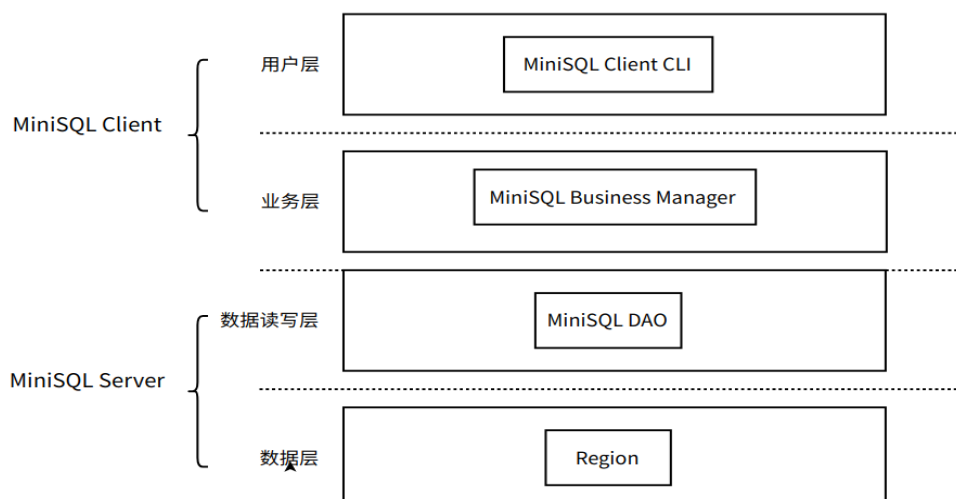 用户层
MiniSQL Client CLI
MiniSQL Client
业务层
MiniSQL Business Manager
数据读写层
MiniSQL DAO
MiniSQL Server
数据层
Region